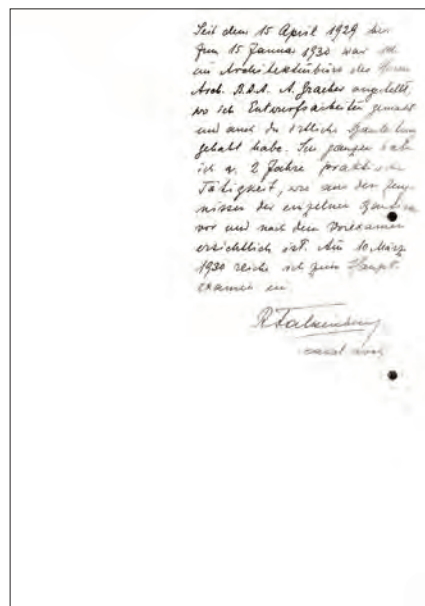 Seit dem 15 April 1929 bis
zum 15 Januar 1930 war ich
im Architekturbüro des Herrn
Arch. B.D.A. A. angestellt,
wo ich Entwurfsarbeiten gemacht
und auch die örtliche Bauleitung
gehabt habe. Im ganzen habe
ich 2 Jahre praktische
Tätigkeit, wie aus den Zeug-
nissen der einzelnen
vor und nach dem Vorexamen
ersichtlich ist. Am 10 März
1930 reiche ich zum Haupt-
examen ein.
R Falkenberg
cand arch